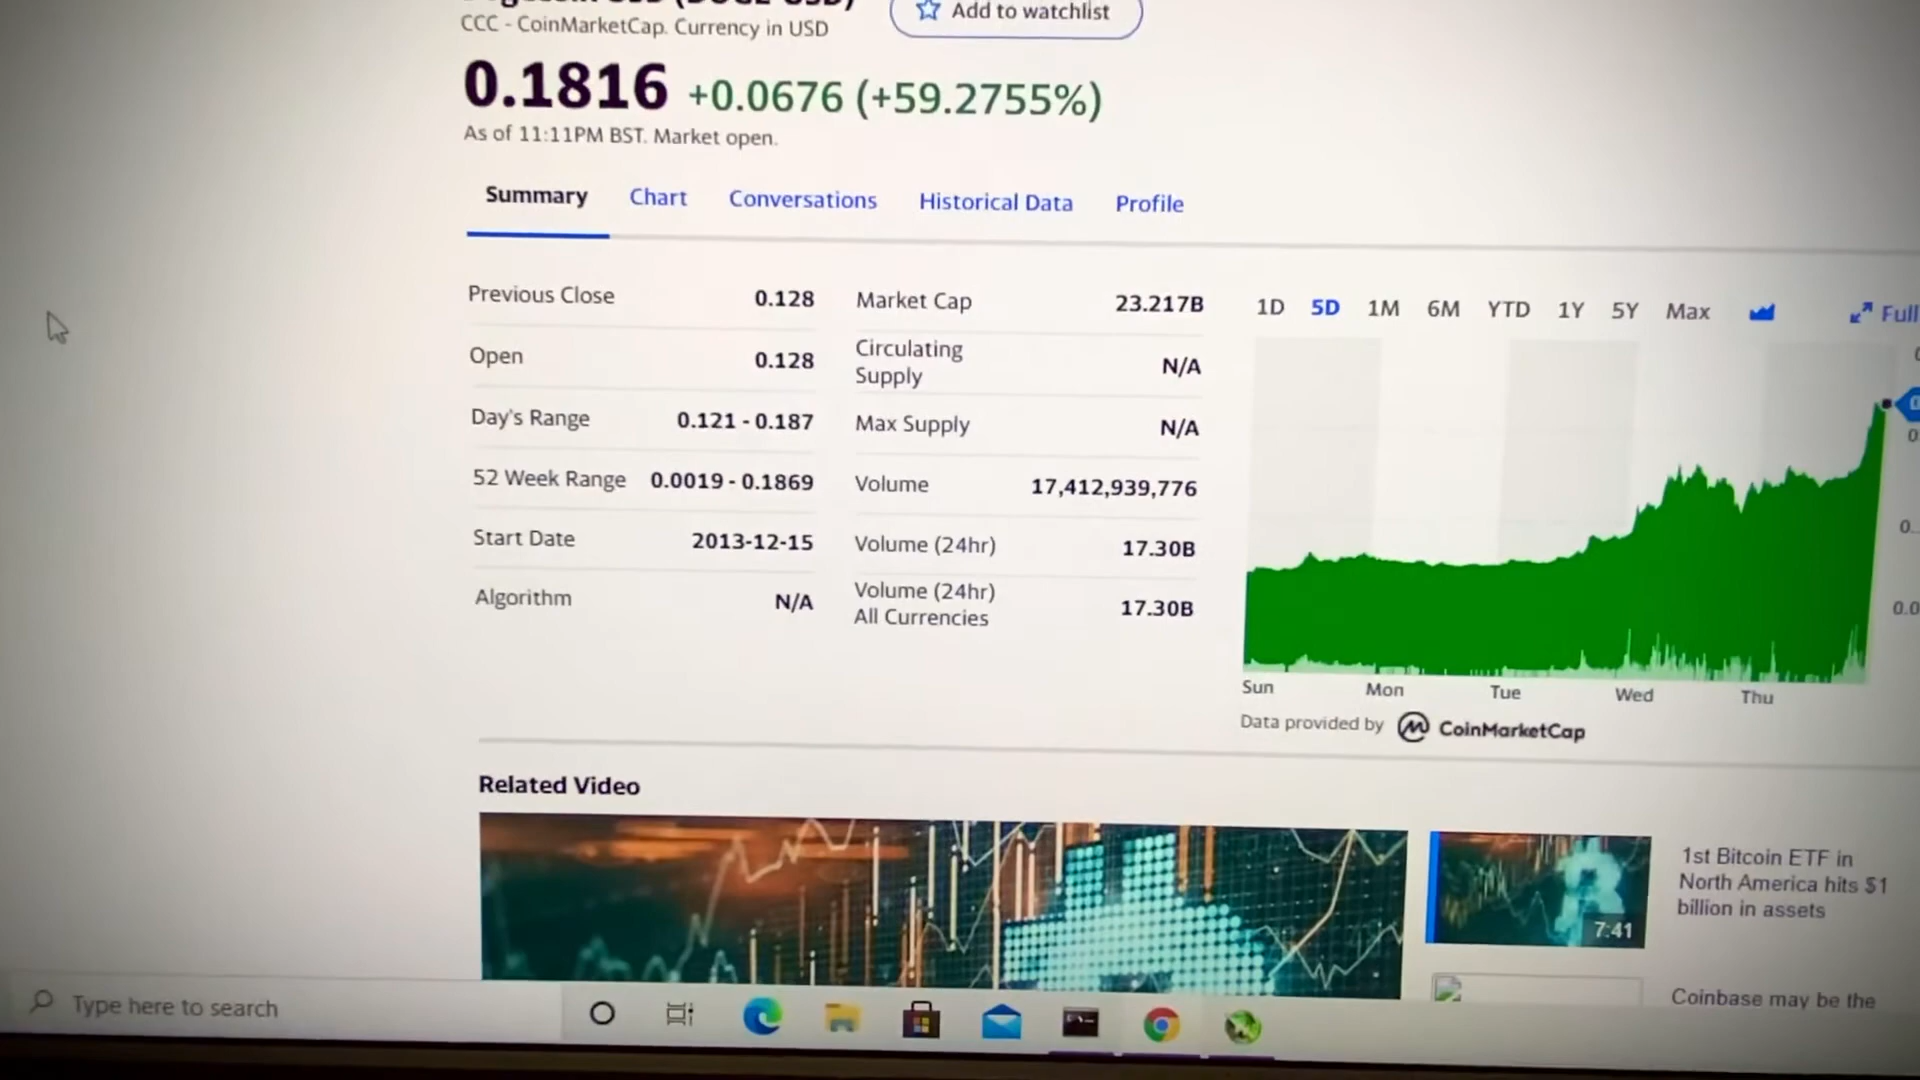 CCC - CoinMarketCap. Currency in USD
Add to watchlist
0.1816 +0.0676 (+59.2755%)
As of 11:11PM BST. Market open.
Summary Chart Conversations Historical Data Profile
Previous Close 0.128
Open 0.128
Day's Range 0.121 - 0.187
52 Week Range 0.0019 - 0.1869
Start Date 2013-12-15
Algorithm N/A
Market Cap 23.217B
Circulating
Supply N/A
Max Supply N/A
Volume 17,412,939,776
Volume (24hr) 17.30B
Volume (24hr)
All Currencies 17.30B
1D 5D 1M 6M YTD 1Y 5Y Max Full
Sun Mon Tue Wed Thu
Data provided by CoinMarketCap
Related Video
7:41
1st Bitcoin ETF in
North America hits $1
billion in assets
Coinbase may be the
Type here to search